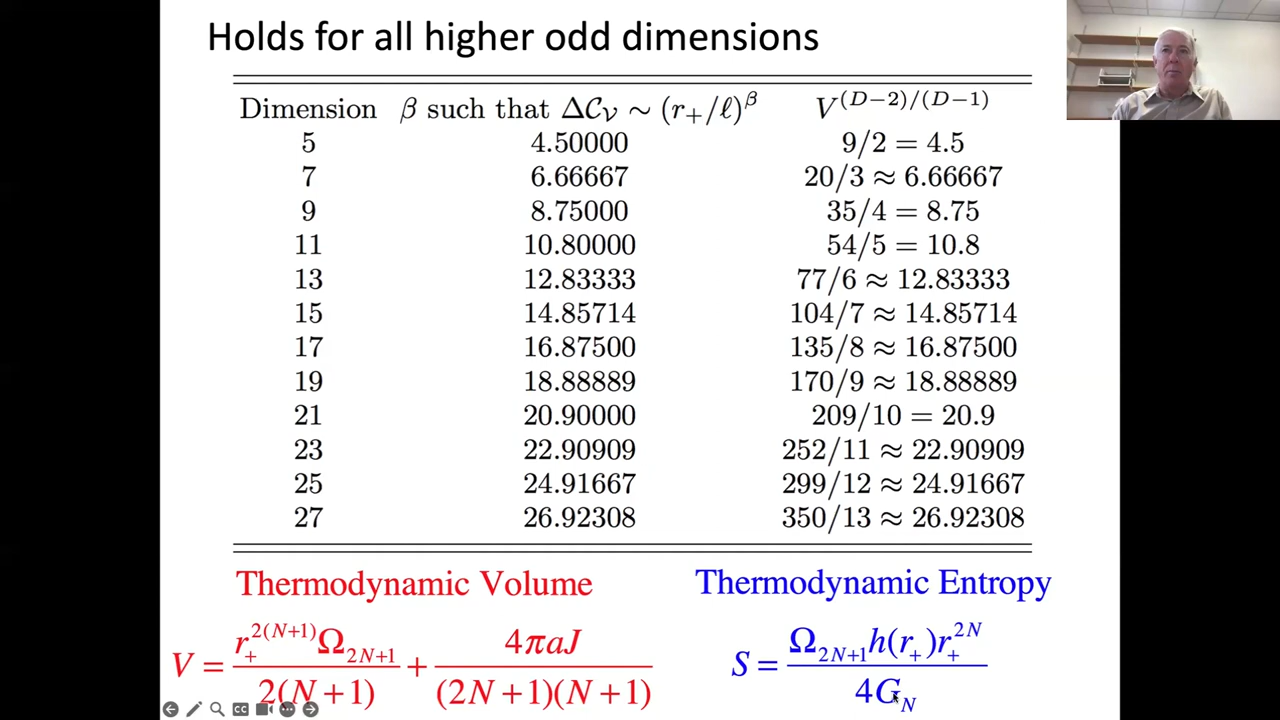 Holds for all higher odd dimensions
Dimension β such that ΔC_V ~ (r_+/ℓ)^β V^{(D−2)/(D−1)}
5 4.50000 9/2 = 4.5
7 6.66667 20/3 ≈ 6.66667
9 8.75000 35/4 = 8.75
11 10.80000 54/5 = 10.8
13 12.83333 77/6 ≈ 12.83333
15 14.85714 104/7 ≈ 14.85714
17 16.87500 135/8 ≈ 16.87500
19 18.88889 170/9 ≈ 18.88889
21 20.90000 209/10 = 20.9
23 22.90909 252/11 ≈ 22.90909
25 24.91667 299/12 ≈ 24.91667
27 26.92308 350/13 ≈ 26.92308
Thermodynamic Volume
V = r_+^{2(N+1)} Ω_{2N+1} / 2(N+1) + 4πaJ / (2N+1)(N+1)
Thermodynamic Entropy
S = Ω_{2N+1} h(r_+) r_+^{2N} / 4G_N